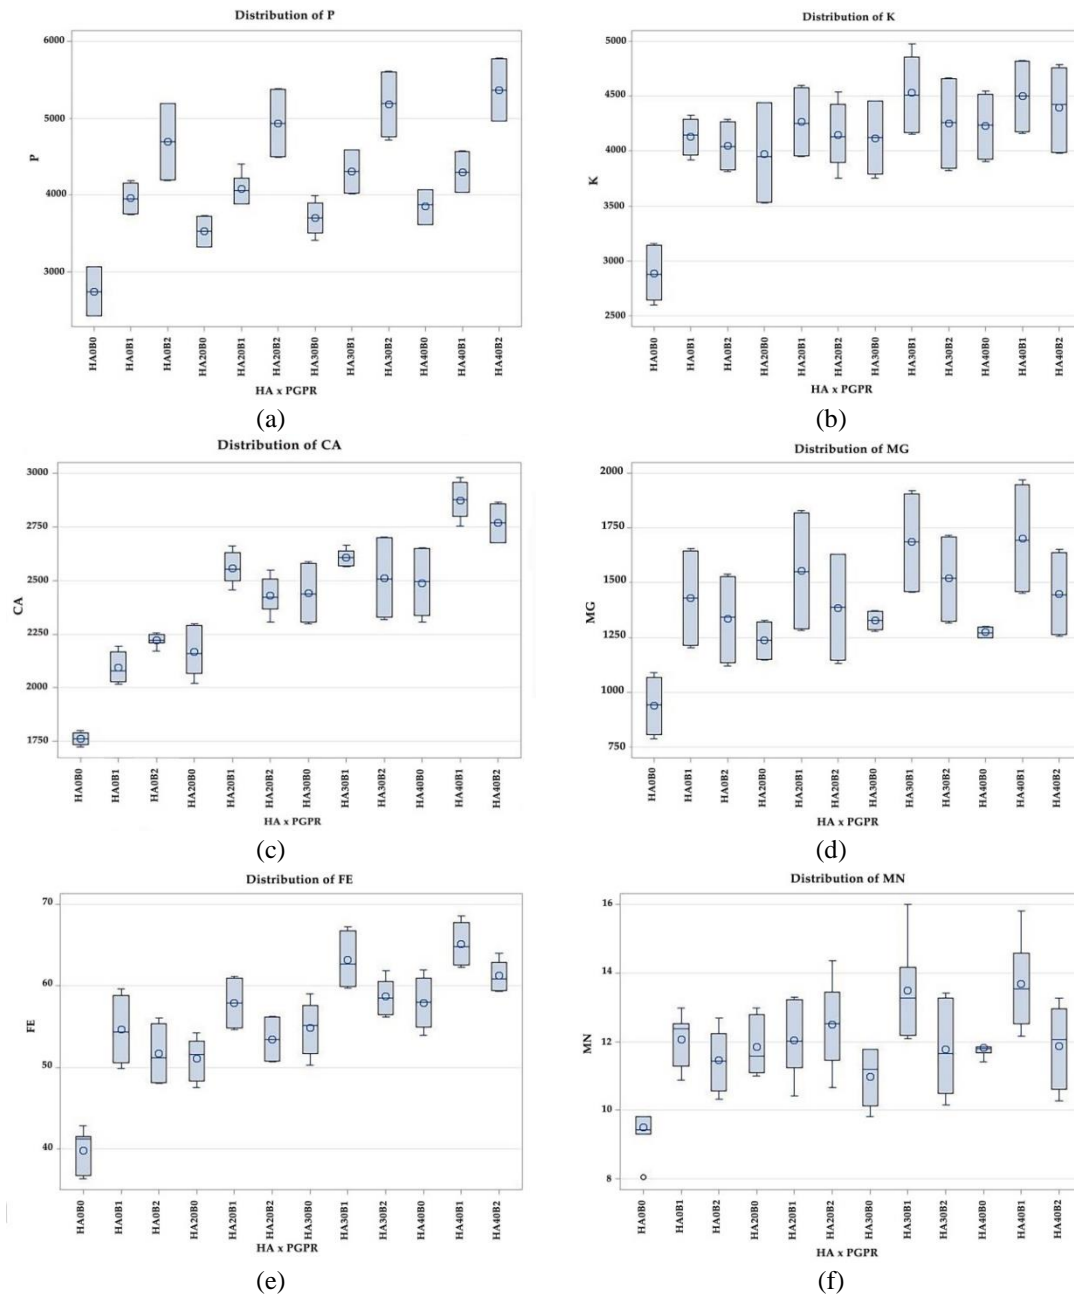 Distribution of P
6000
5000
4000
3000
P
HA0B0 HA0B1 HA0B2 HA20B0 HA20B1 HA20B2 HA30B0 HA30B1 HA30B2 HA40B0 HA40B1 HA40B2
HA x PGPR
(a)
Distribution of K
5000
4500
4000
3500
3000
2500
K
HA0B0 HA0B1 HA0B2 HA20B0 HA20B1 HA20B2 HA30B0 HA30B1 HA30B2 HA40B0 HA40B1 HA40B2
HA x PGPR
(b)
Distribution of CA
3000
2750
2500
2250
2000
1750
CA
HA0B0 HA0B1 HA0B2 HA20B0 HA20B1 HA20B2 HA30B0 HA30B1 HA30B2 HA40B0 HA40B1 HA40B2
HA x PGPR
(c)
Distribution of MG
2000
1750
1500
1250
1000
750
MG
HA0B0 HA0B1 HA0B2 HA20B0 HA20B1 HA20B2 HA30B0 HA30B1 HA30B2 HA40B0 HA40B1 HA40B2
HA x PGPR
(d)
Distribution of FE
70
60
50
40
FE
HA0B0 HA0B1 HA0B2 HA20B0 HA20B1 HA20B2 HA30B0 HA30B1 HA30B2 HA40B0 HA40B1 HA40B2
HA x PGPR
(e)
Distribution of MN
16
14
12
10
8
MN
HA0B0 HA0B1 HA0B2 HA20B0 HA20B1 HA20B2 HA30B0 HA30B1 HA30B2 HA40B0 HA40B1 HA40B2
HA x PGPR
(f)